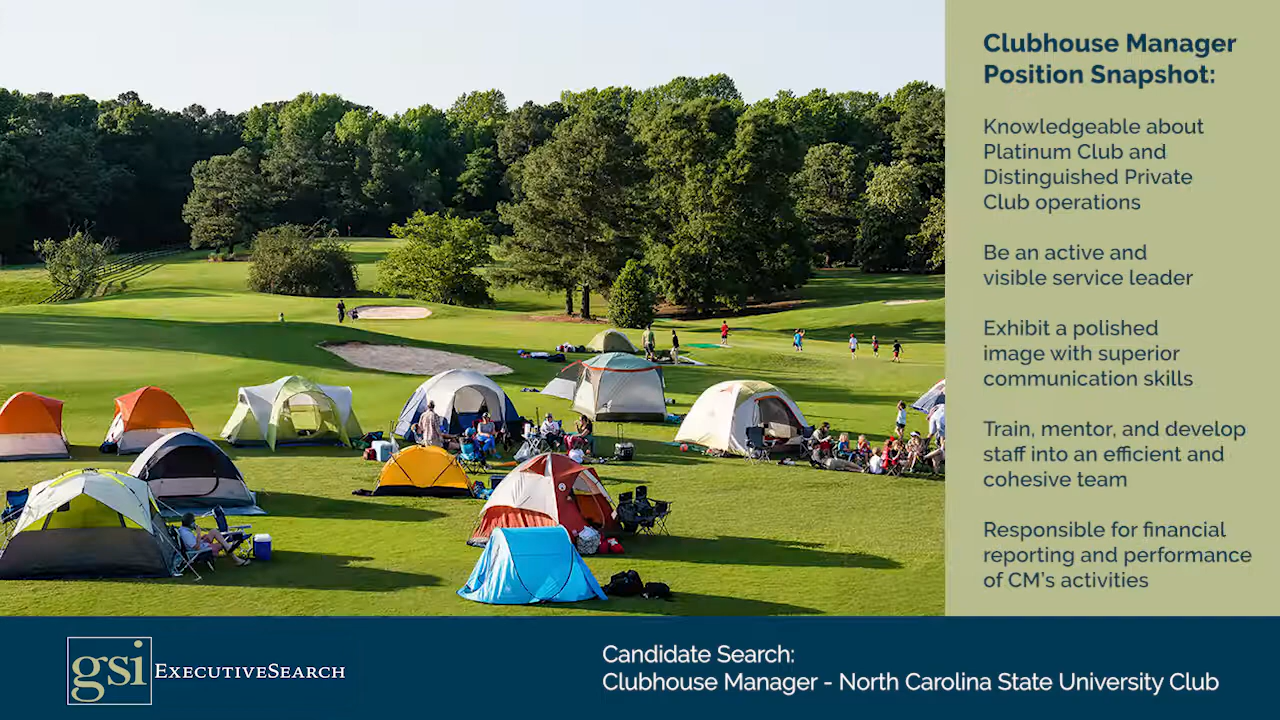 Clubhouse Manager
Position Snapshot:
Knowledgeable about
Platinum Club and
Distinguished Private
Club operations
Be an active and
visible service leader
Exhibit a polished
image with superior
communication skills
Train, mentor, and develop
staff into an efficient and
cohesive team
Responsible for financial
reporting and performance
of CM's activities
gsi EXECUTIVESEARCH
Candidate Search:
Clubhouse Manager - North Carolina State University Club